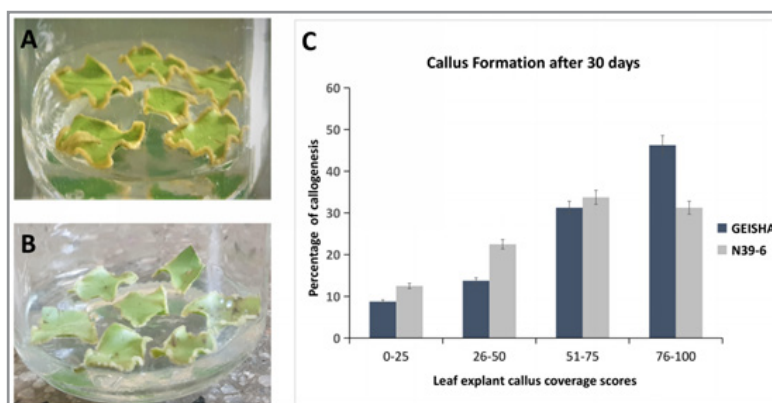 A
B
C
Callus Formation after 30 days
Percentage of callogenesis
60
50
40
30
20
10
0
0-25 26-50 51-75 76-100
Leaf explant callus coverage scores
GEISHA
N39-6